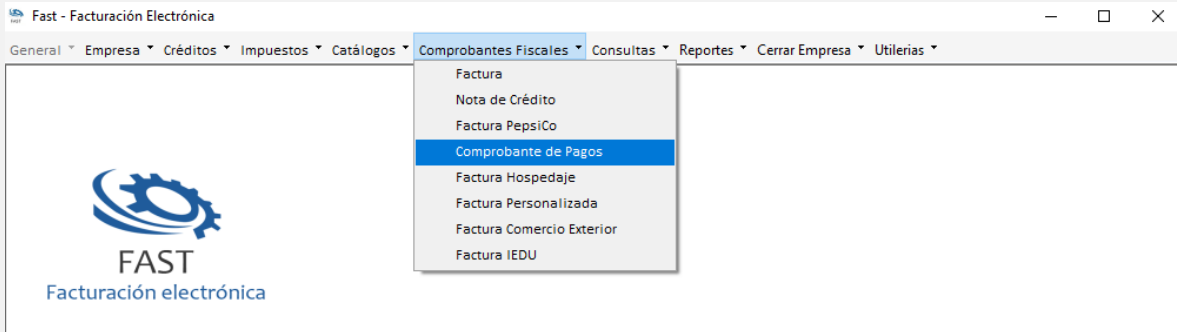 Fast - Facturación Electrónica
General Empresa Créditos Impuestos Catálogos Comprobantes Fiscales Consultas Reportes Cerrar Empresa Utilerias
Factura
Nota de Crédito
Factura PepsiCo
Comprobante de Pagos
Factura Hospedaje
Factura Personalizada
Factura Comercio Exterior
Factura IEDU
FAST
Facturación electrónica